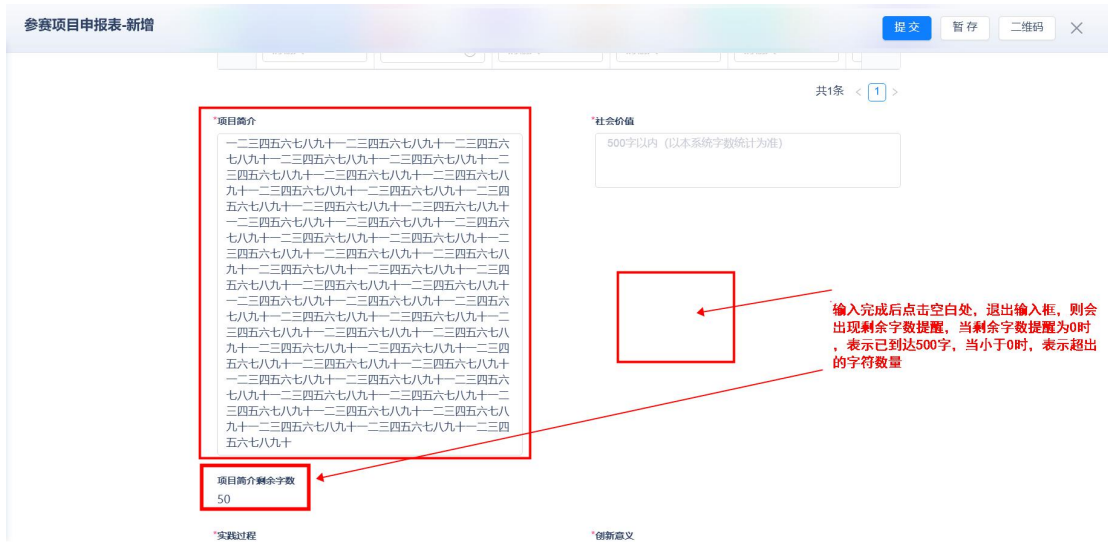 参赛项目申报表-新增
提交 暂存 二维码
共1条 < 1 >
*项目简介 *社会价值
一二三四五六七八九十一二三四五六七八九十一二三四五六
七八九十一二三四五六七八九十一二三四五六七八九十一二
三四五六七八九十一二三四五六七八九十一二三四五六七八
九十一二三四五六七八九十一二三四五六七八九十一二三四
五六七八九十一二三四五六七八九十一二三四五六七八九十
一二三四五六七八九十一二三四五六七八九十一二三四五六
七八九十一二三四五六七八九十一二三四五六七八九十一二
三四五六七八九十一二三四五六七八九十一二三四五六七八
九十一二三四五六七八九十一二三四五六七八九十一二三四
五六七八九十一二三四五六七八九十一二三四五六七八九十
一二三四五六七八九十一二三四五六七八九十一二三四五六
七八九十一二三四五六七八九十一二三四五六七八九十一二
三四五六七八九十一二三四五六七八九十一二三四五六七八
九十一二三四五六七八九十一二三四五六七八九十一二三四
五六七八九十一二三四五六七八九十一二三四五六七八九十
一二三四五六七八九十一二三四五六七八九十一二三四五六
七八九十一二三四五六七八九十一二三四五六七八九十一二
三四五六七八九十一二三四五六七八九十一二三四五六七八
九十一二三四五六七八九十一二三四五六七八九十一二三四
五六七八九十
500字以内（以本系统字数统计为准）
输入完成后点击空白处，退出输入框，则会
出现剩余字数提醒，当剩余字数提醒为0时
，表示已到达500字，当小于0时，表示超出
的字符数量
项目简介剩余字数
50
*实践过程 *创新意义